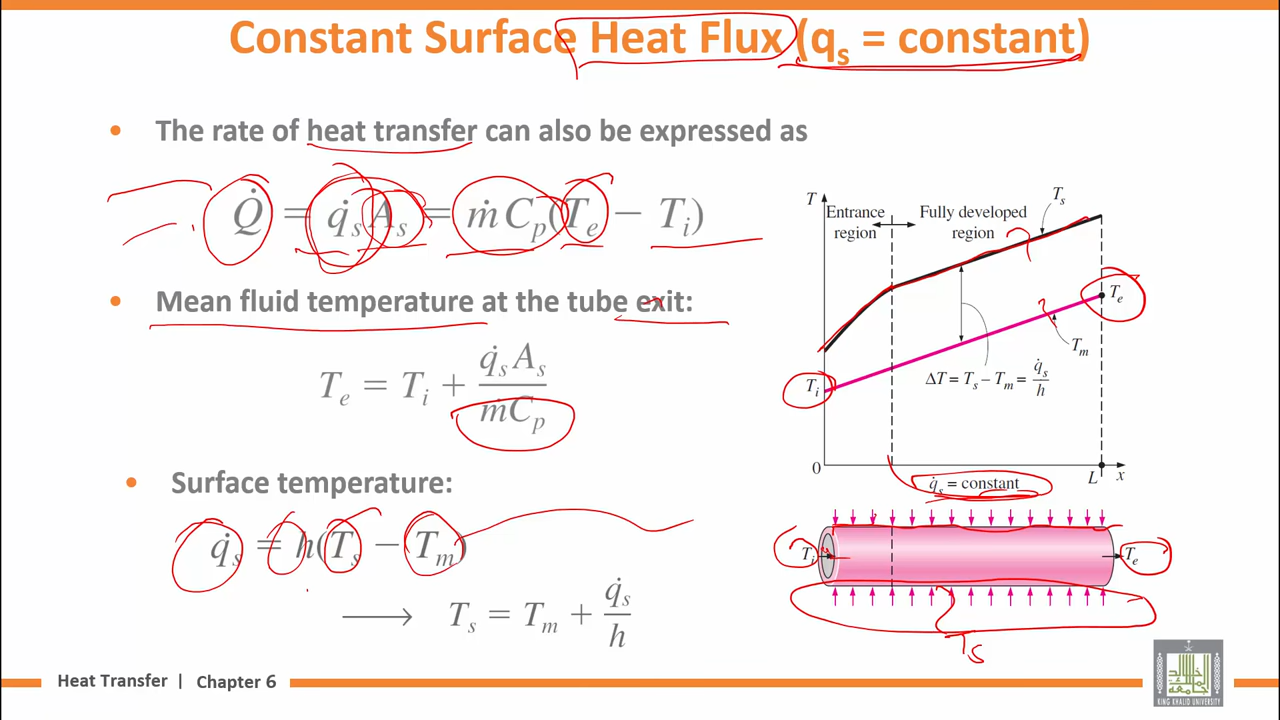 Constant Surface Heat Flux (qₛ = constant)
• The rate of heat transfer can also be expressed as
Q̇ = q̇ₛ Aₛ = ṁ Cₚ(Tₑ − Tᵢ)
• Mean fluid temperature at the tube exit:
Tₑ = Tᵢ + q̇ₛ Aₛ / ṁCₚ
• Surface temperature:
q̇ₛ = h(Tₛ − Tₘ)
⟶ Tₛ = Tₘ + q̇ₛ / h
T
Entrance region
Fully developed region
Tₛ
Tₑ
Tₘ
Tᵢ
ΔT = Tₛ − Tₘ = q̇ₛ / h
0
q̇ₛ = constant
L
x
Tᵢ
Tₑ
Tₛ
Heat Transfer | Chapter 6
KING KHALID UNIVERSITY